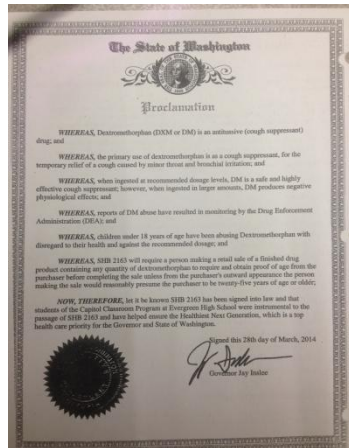 The State of Washington
Proclamation
WHEREAS, Dextromethorphan (DXM or DM) is an antitussive (cough suppressant)
drug; and
WHEREAS, the primary use of dextromethorphan is as a cough suppressant, for the
temporary relief of a cough caused by minor throat and bronchial irritation; and
WHEREAS, when ingested at recommended dosage levels, DM is a safe and highly
effective cough suppressant; however, when ingested in larger amounts, DM produces negative
physiological effects; and
WHEREAS, reports of DM abuse have resulted in monitoring by the Drug Enforcement
Administration (DEA); and
WHEREAS, children under 18 years of age have been abusing Dextromethorphan with
disregard to their health and against the recommended dosage; and
WHEREAS, SHB 2163 will require a person making a retail sale of a finished drug
product containing any quantity of dextromethorphan to require and obtain proof of age from the
purchaser before completing the sale unless from the purchaser's outward appearance the person
making the sale would reasonably presume the purchaser to be twenty-five years of age or older;
NOW, THEREFORE, let it be known SHB 2163 has been signed into law and that
students of the Capitol Classroom Program at Evergreen High School were instrumental to the
passage of SHB 2163 and have helped ensure the Healthiest Next Generation, which is a top
health care priority for the Governor and State of Washington.
Signed this 28th day of March, 2014
Governor Jay Inslee